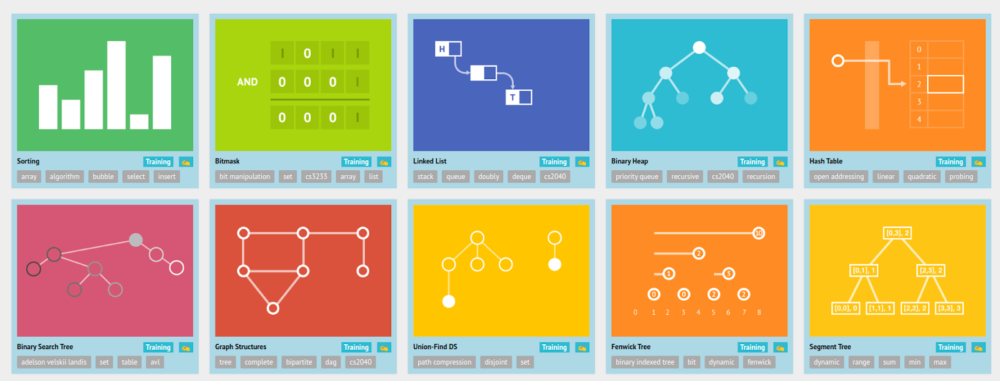 I 0 I I
AND 0 0 0 I
0 0 0 I
Sorting Training
array algorithm bubble select insert
Bitmask Training
bit manipulation set cs3233 array list
H
T
Linked List Training
stack queue doubly deque cs2040
Binary Heap Training
priority queue recursive cs2040 recursion
0
1
2
3
4
Hash Table Training
open addressing linear quadratic probing
Binary Search Tree Training
adelson velskii landis set table avl
Graph Structures Training
tree complete bipartite dag cs2040
Union-Find DS Training
path compression disjoint set
10
2
1 5
0 0 2 2
0 1 2 3 4 5 6 7 8
Fenwick Tree Training
binary indexed tree bit dynamic fenwick
[0,3], 2
[0,1], 1 [2,3], 2
[0,0], 0 [1,1], 1 [2,2], 2 [3,3], 3
Segment Tree Training
dynamic range sum min max